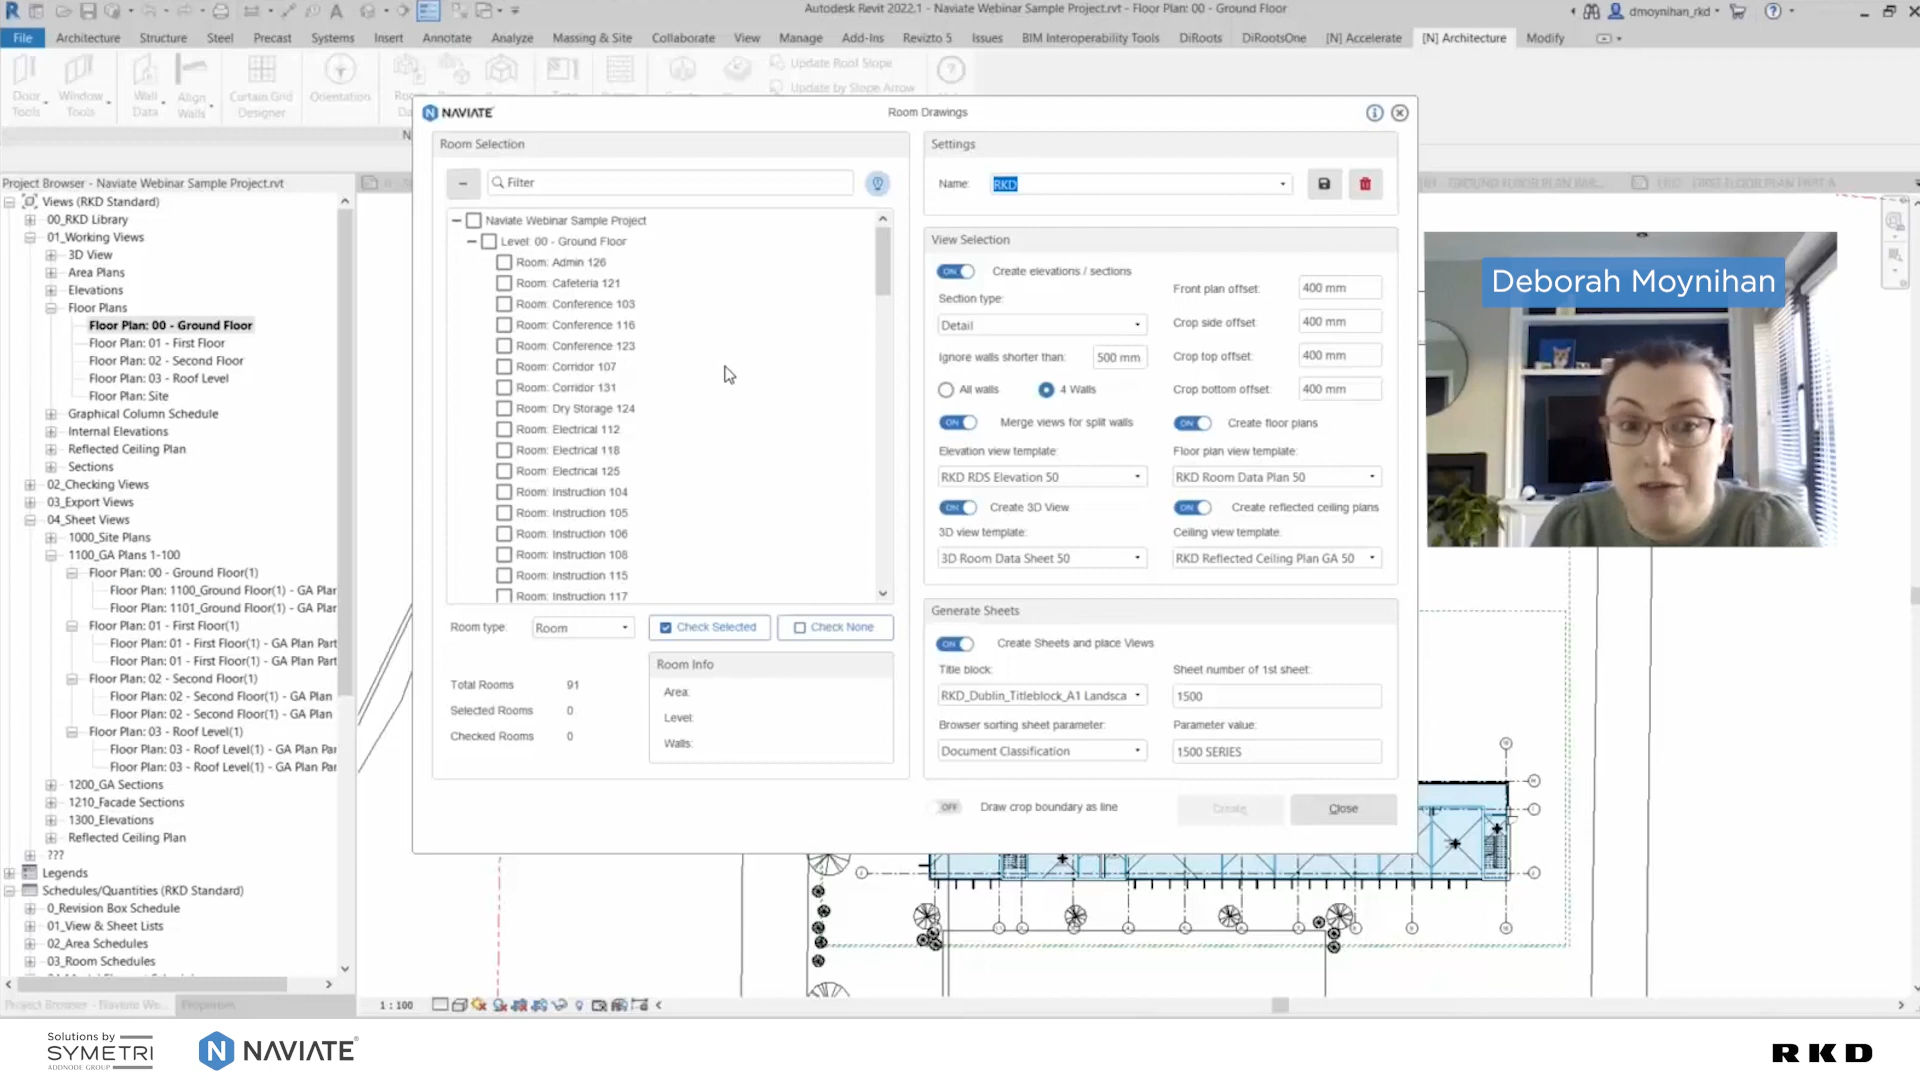 Autodesk Revit 2022.1 - Naviate Webinar Sample Project.rvt - Floor Plan: 00 - Ground Floor
dmoynihan_rkd
File Architecture Structure Steel Precast Systems Insert Annotate Analyze Massing & Site Collaborate View Manage Add-Ins Revizto 5 Issues BIM Interoperability Tools DiRoots DiRootsOne [N] Accelerate [N] Architecture Modify
Door Tools
Window Tools
Wall Data
Align Walls
Curtain Grid Designer
Orientation
Update Roof Slope
Update by Slope Arrow
Project Browser - Naviate Webinar Sample Project.rvt
Views (RKD Standard)
00_RKD Library
01_Working Views
3D View
Area Plans
Elevations
Floor Plans
Floor Plan: 00 - Ground Floor
Floor Plan: 01 - First Floor
Floor Plan: 02 - Second Floor
Floor Plan: 03 - Roof Level
Floor Plan: Site
Graphical Column Schedule
Internal Elevations
Reflected Ceiling Plan
Sections
02_Checking Views
03_Export Views
04_Sheet Views
1000_Site Plans
1100_GA Plans 1-100
Floor Plan: 00 - Ground Floor(1)
Floor Plan: 1100_Ground Floor(1) - GA Plan
Floor Plan: 1101_Ground Floor(1) - GA Plan
Floor Plan: 01 - First Floor(1)
Floor Plan: 01 - First Floor(1) - GA Plan Part
Floor Plan: 01 - First Floor(1) - GA Plan Part
Floor Plan: 02 - Second Floor(1)
Floor Plan: 02 - Second Floor(1) - GA Plan
Floor Plan: 02 - Second Floor(1) - GA Plan
Floor Plan: 03 - Roof Level(1)
Floor Plan: 03 - Roof Level(1) - GA Plan Par
Floor Plan: 03 - Roof Level(1) - GA Plan Par
1200_GA Sections
1210_Facade Sections
1300_Elevations
Reflected Ceiling Plan
???
Legends
Schedules/Quantities (RKD Standard)
0_Revision Box Schedule
01_View & Sheet Lists
02_Area Schedules
03_Room Schedules
Project Browser - Naviate We...
Properties
1 : 100
NAVIATE
Room Drawings
Room Selection
Filter
Naviate Webinar Sample Project
Level: 00 - Ground Floor
Room: Admin 126
Room: Cafeteria 121
Room: Conference 103
Room: Conference 116
Room: Conference 123
Room: Corridor 107
Room: Corridor 131
Room: Dry Storage 124
Room: Electrical 112
Room: Electrical 118
Room: Electrical 125
Room: Instruction 104
Room: Instruction 105
Room: Instruction 106
Room: Instruction 108
Room: Instruction 115
Room: Instruction 117
Room type: Room
Check Selected
Check None
Total Rooms 91
Selected Rooms 0
Checked Rooms 0
Room Info
Area:
Level:
Walls:
Settings
Name: RKD
View Selection
ON Create elevations / sections
Section type:
Detail
Ignore walls shorter than: 500 mm
All walls 4 Walls
ON Merge views for split walls
Elevation view template:
RKD RDS Elevation 50
ON Create 3D View
3D view template:
3D Room Data Sheet 50
Front plan offset: 400 mm
Crop side offset: 400 mm
Crop top offset: 400 mm
Crop bottom offset: 400 mm
ON Create floor plans
Floor plan view template:
RKD Room Data Plan 50
ON Create reflected ceiling plans
Ceiling view template:
RKD Reflected Ceiling Plan GA 50
Generate Sheets
ON Create Sheets and place Views
Title block:
RKD_Dublin_Titleblock_A1 Landsca
Sheet number of 1st sheet:
1500
Browser sorting sheet parameter:
Document Classification
Parameter value:
1500 SERIES
OFF Draw crop boundary as line
Create
Close
Deborah Moynihan
Solutions by
SYMETRI
ADDNODE GROUP
NAVIATE
RKD